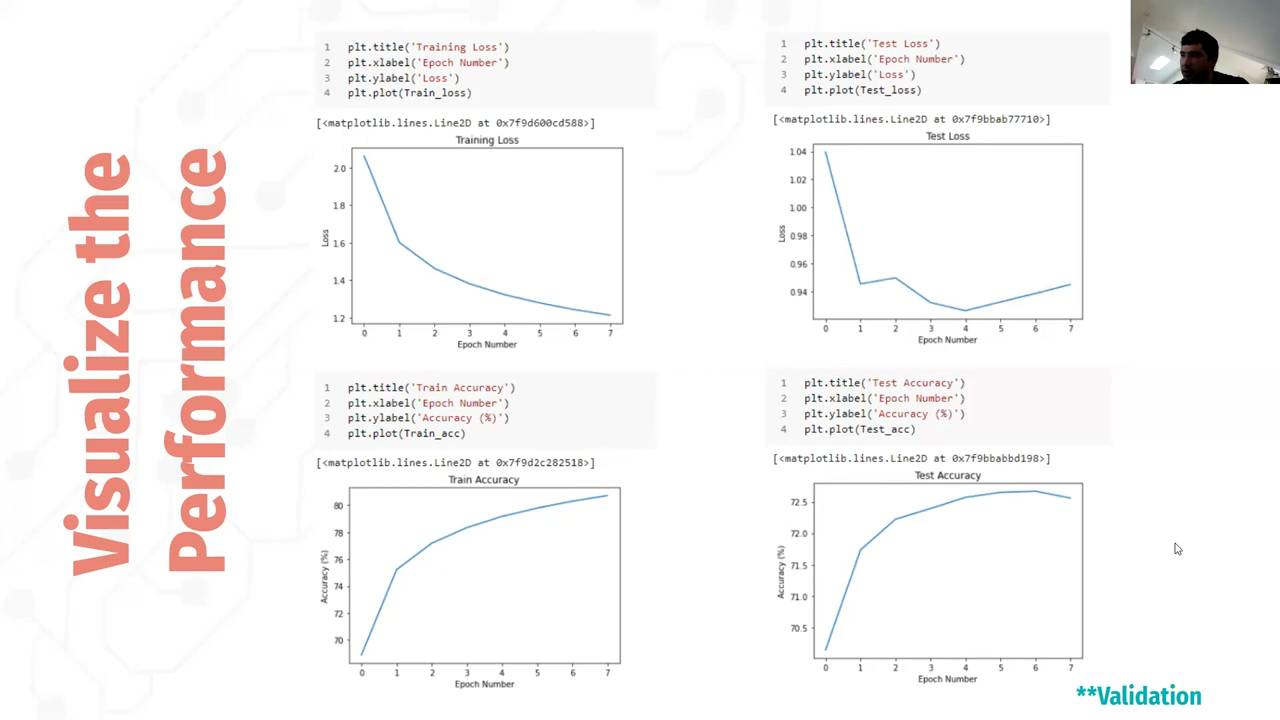 Visualize the
Performance
1 plt.title('Training Loss')
2 plt.xlabel('Epoch Number')
3 plt.ylabel('Loss')
4 plt.plot(Train_loss)
[<matplotlib.lines.Line2D at 0x7f9d600cd588>]
Training Loss
2.0
1.8
1.6
1.4
1.2
Loss
0 1 2 3 4 5 6 7
Epoch Number
1 plt.title('Test Loss')
2 plt.xlabel('Epoch Number')
3 plt.ylabel('Loss')
4 plt.plot(Test_loss)
[<matplotlib.lines.Line2D at 0x7f9bbab77710>]
Test Loss
1.04
1.02
1.00
0.98
0.96
0.94
Loss
0 1 2 3 4 5 6 7
Epoch Number
1 plt.title('Train Accuracy')
2 plt.xlabel('Epoch Number')
3 plt.ylabel('Accuracy (%)')
4 plt.plot(Train_acc)
[<matplotlib.lines.Line2D at 0x7f9d2c282518>]
Train Accuracy
80
78
76
74
72
70
Accuracy (%)
0 1 2 3 4 5 6 7
Epoch Number
1 plt.title('Test Accuracy')
2 plt.xlabel('Epoch Number')
3 plt.ylabel('Accuracy (%)')
4 plt.plot(Test_acc)
[<matplotlib.lines.Line2D at 0x7f9bbabbd198>]
Test Accuracy
72.5
72.0
71.5
71.0
70.5
Accuracy (%)
0 1 2 3 4 5 6 7
Epoch Number
**Validation